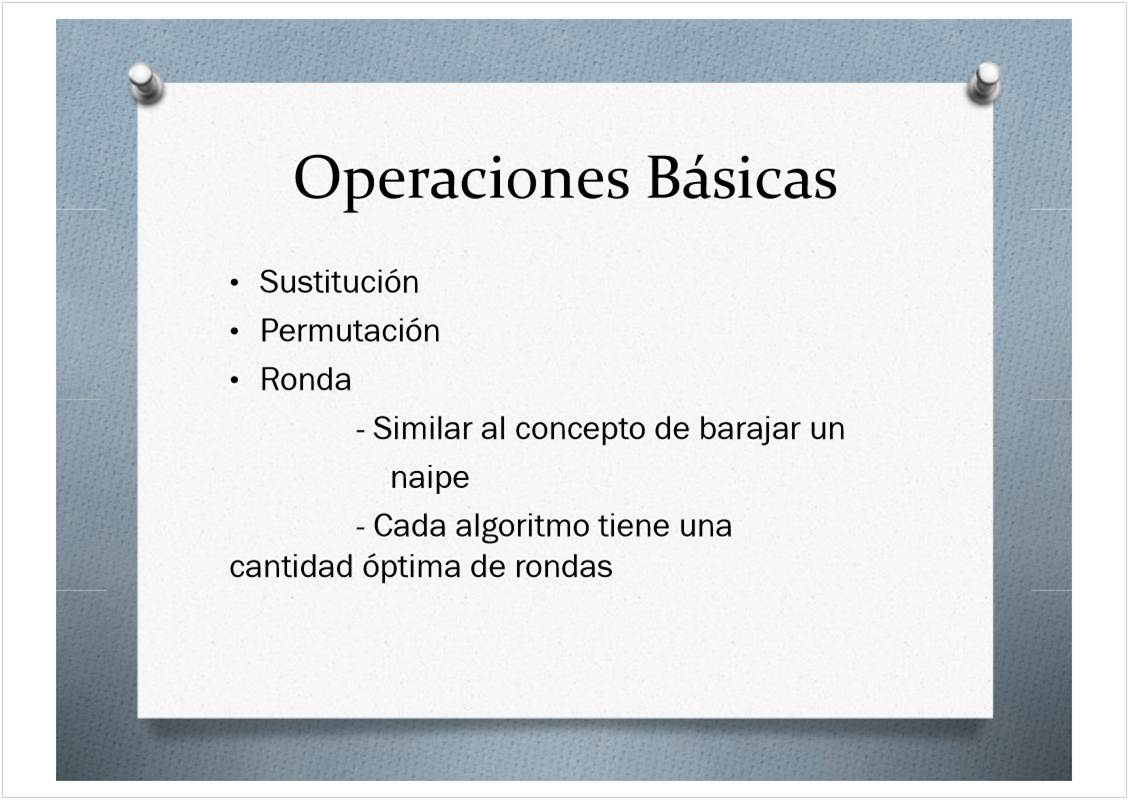 Operaciones Básicas
• Sustitución
• Permutación
• Ronda
- Similar al concepto de barajar un
naipe
- Cada algoritmo tiene una
cantidad óptima de rondas